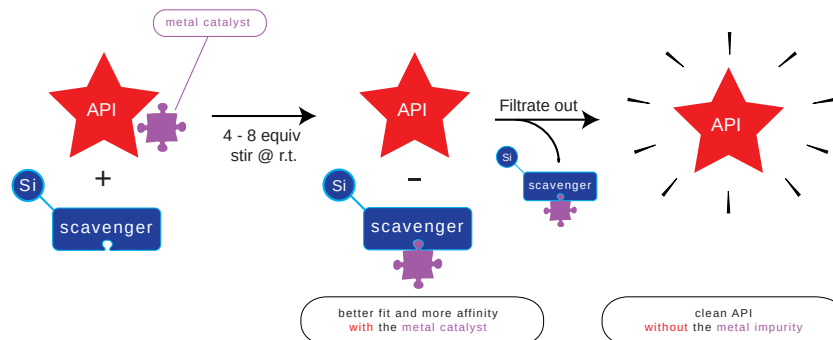 metal catalyst
API
+
Si
scavenger
4 - 8 equiv
stir @ r.t.
API
-
Si
scavenger
better fit and more affinity
with the metal catalyst
Filtrate out
Si
scavenger
API
clean API
without the metal impurity